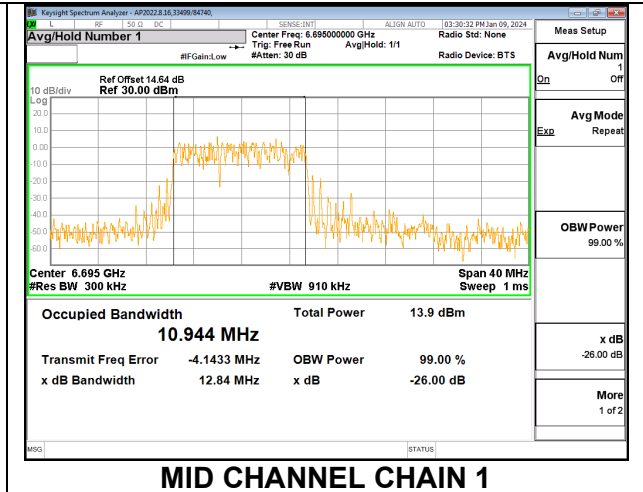 Keysight Spectrum Analyzer - AP2022.8.16,33499/84740,
L RF 50 Ω DC SENSE:INT ALIGN AUTO 03:30:32 PM Jan 09, 2024
Avg/Hold Number 1
Center Freq: 6.695000000 GHz
Radio Std: None
Trig: Free Run Avg|Hold: 1/1
#IFGain:Low #Atten: 30 dB Radio Device: BTS
Meas Setup
Avg/Hold Num
1
On Off
Avg Mode
Exp Repeat
OBW Power
99.00 %
x dB
-26.00 dB
More
1 of 2
Ref Offset 14.64 dB
10 dB/div Ref 30.00 dBm
Log
20.0
10.0
0.00
-10.0
-20.0
-30.0
-40.0
-50.0
-60.0
Center 6.695 GHz Span 40 MHz
#Res BW 300 kHz #VBW 910 kHz Sweep 1 ms
Occupied Bandwidth Total Power 13.9 dBm
10.944 MHz
Transmit Freq Error -4.1433 MHz OBW Power 99.00 %
x dB Bandwidth 12.84 MHz x dB -26.00 dB
MSG STATUS
MID CHANNEL CHAIN 1